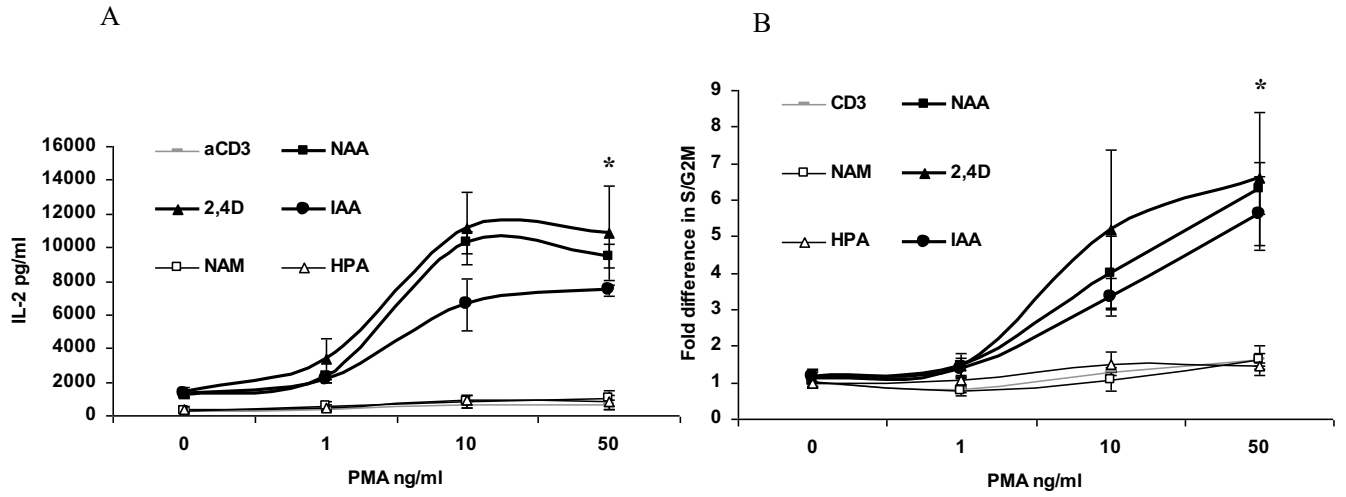 A
IL-2 pg/ml
16000
14000
12000
10000
8000
6000
4000
2000
0
aCD3 NAA
2,4D IAA
NAM HPA
*
0 1 10 50
PMA ng/ml
B
Fold difference in S/G2M
9
8
7
6
5
4
3
2
1
0
CD3 NAA
NAM 2,4D
HPA IAA
*
0 1 10 50
PMA ng/ml